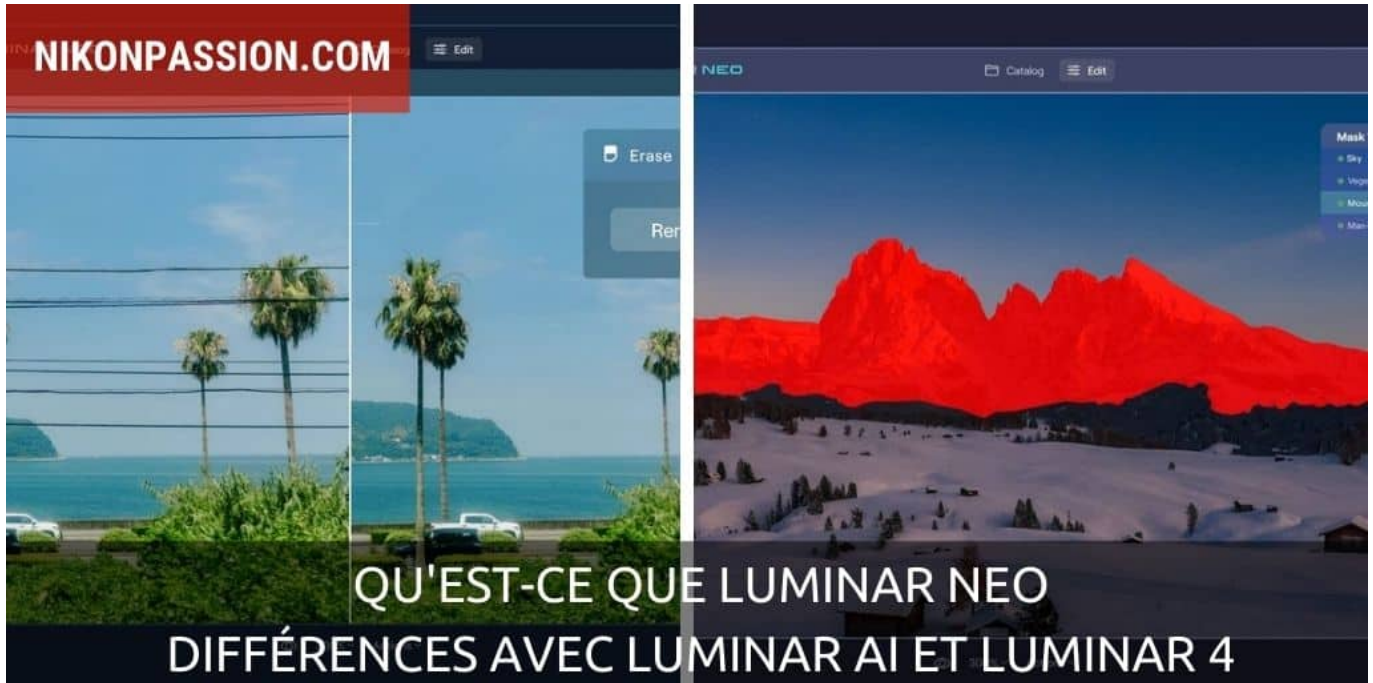 NIKONPASSION.COM
Edit
NEO
Catalog
Edit
Erase
Mask
Sky
QU'EST-CE QUE LUMINAR NEO
DIFFÉRENCES AVEC LUMINAR AI ET LUMINAR 4